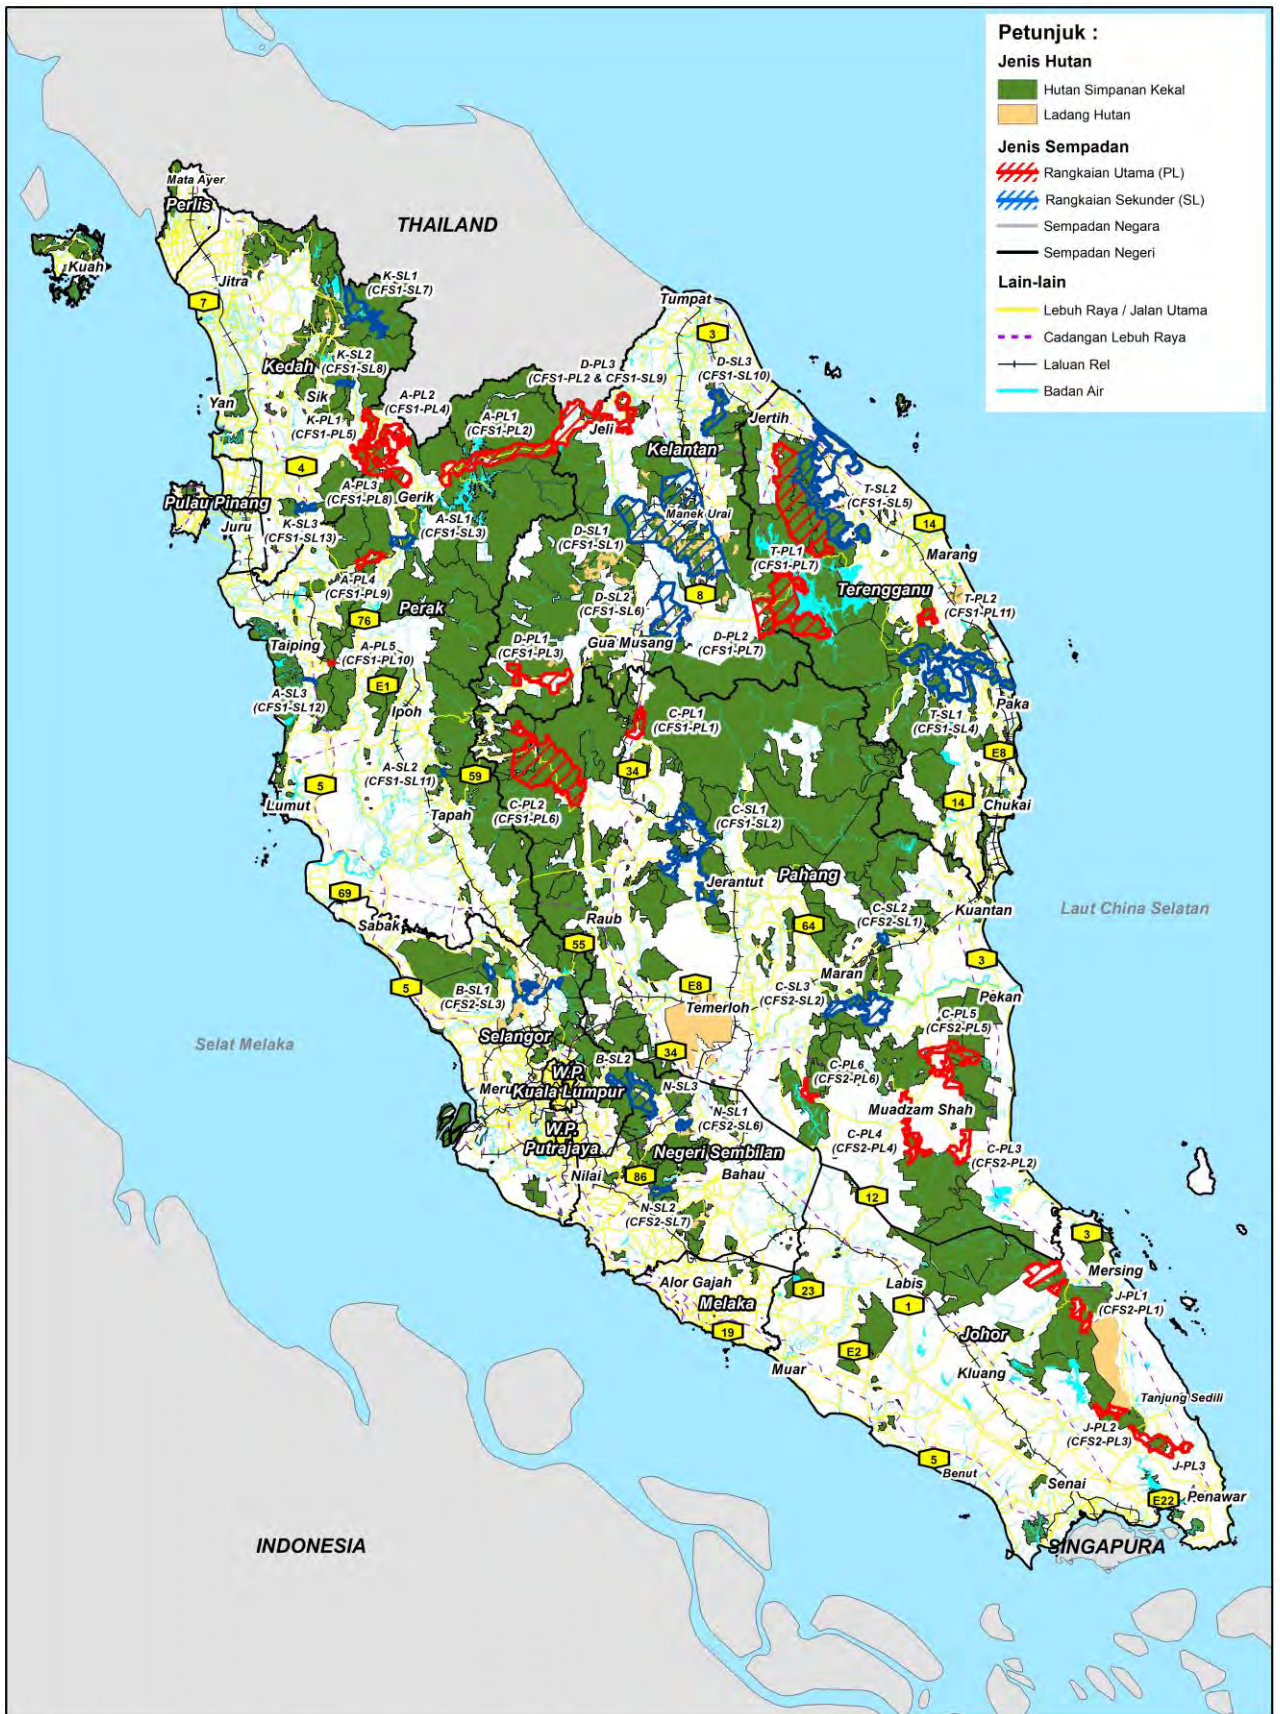 Petunjuk :
Jenis Hutan
Hutan Simpanan Kekal
Ladang Hutan
Jenis Sempadan
Rangkaian Utama (PL)
Rangkaian Sekunder (SL)
Sempadan Negara
Sempadan Negeri
Lain-lain
Lebuh Raya / Jalan Utama
Cadangan Lebuh Raya
Laluan Rel
Badan Air
Mata Ayer
Perlis
THAILAND
Kuah
Jitra
K-SL1
(CFS1-SL7)
7
Tumpat
3
K-SL2
(CFS1-SL8)
Kedah
D-PL3
(CFS1-PL2 & CFS1-SL9)
D-SL3
(CFS1-SL10)
Yan
Sik
A-PL2
(CFS1-PL4)
K-PL1
(CFS1-PL5)
A-PL1
(CFS1-PL2)
Jeli
Jertih
Kelantan
4
A-PL3
(CFS1-PL8)
Gerik
Pulau Pinang
Juru
K-SL3
(CFS1-SL13)
A-SL1
(CFS1-SL3)
Manek Urai
T-SL2
(CFS1-SL5)
14
D-SL1
(CFS1-SL1)
T-PL1
(CFS1-PL7)
Marang
A-PL4
(CFS1-PL9)
Perak
D-SL2
(CFS1-SL6)
8
Terengganu
T-PL2
(CFS1-PL11)
76
Taiping
A-PL5
(CFS1-PL10)
D-PL1
(CFS1-PL3)
Gua Musang
D-PL2
(CFS1-PL7)
E1
A-SL3
(CFS1-SL12)
Ipoh
C-PL1
(CFS1-PL1)
T-SL1
(CFS1-SL4)
Paka
E8
A-SL2
(CFS1-SL11)
59
34
5
Lumut
Tapah
C-PL2
(CFS1-PL6)
C-SL1
(CFS1-SL2)
14
Chukai
Jerantut
Pahang
69
Sabak
Raub
64
C-SL2
(CFS2-SL1)
Kuantan
Laut China Selatan
55
3
5
B-SL1
(CFS2-SL3)
E8
Maran
C-SL3
(CFS2-SL2)
Temerloh
Pekan
C-PL5
(CFS2-PL5)
Selat Melaka
Selangor
34
B-SL2
W.P.
Kuala Lumpur
Meru
C-PL6
(CFS2-PL6)
N-SL3
N-SL1
(CFS2-SL6)
Muadzam Shah
W.P.
Putrajaya
C-PL4
(CFS2-PL4)
C-PL3
(CFS2-PL2)
Negeri Sembilan
Nilai
86
Bahau
12
N-SL2
(CFS2-SL7)
3
Mersing
Alor Gajah
23
Labis
1
J-PL1
(CFS2-PL1)
Melaka
19
Johor
E2
Muar
Kluang
Tanjung Sedili
J-PL2
(CFS2-PL3)
J-PL3
5
Benut
Senai
E22
Penawar
INDONESIA
SINGAPURA